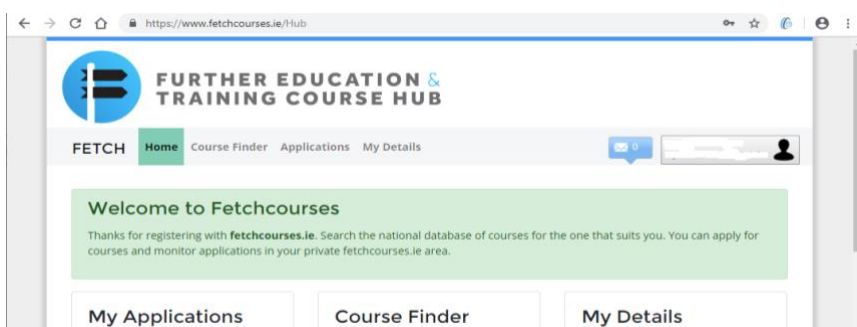 https://www.fetchcourses.ie/Hub
FURTHER EDUCATION &
TRAINING COURSE HUB
FETCH Home Course Finder Applications My Details 0
Welcome to Fetchcourses
Thanks for registering with fetchcourses.ie. Search the national database of courses for the one that suits you. You can apply for
courses and monitor applications in your private fetchcourses.ie area.
My Applications Course Finder My Details